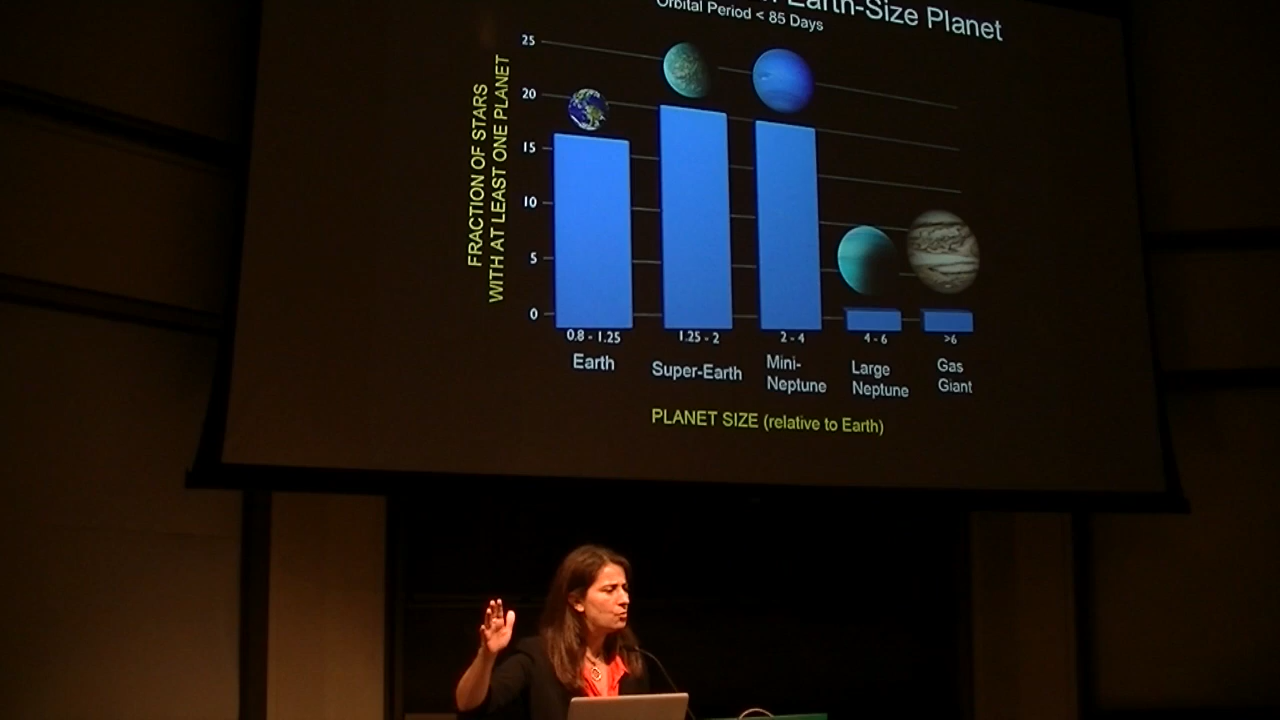 Earth-Size Planet
Orbital Period < 85 Days
FRACTION OF STARS
WITH AT LEAST ONE PLANET
25
20
15
10
5
0
0.8 - 1.25
1.25 - 2
2 - 4
4 - 6
>6
Earth
Super-Earth
Mini-
Neptune
Large
Neptune
Gas
Giant
PLANET SIZE (relative to Earth)